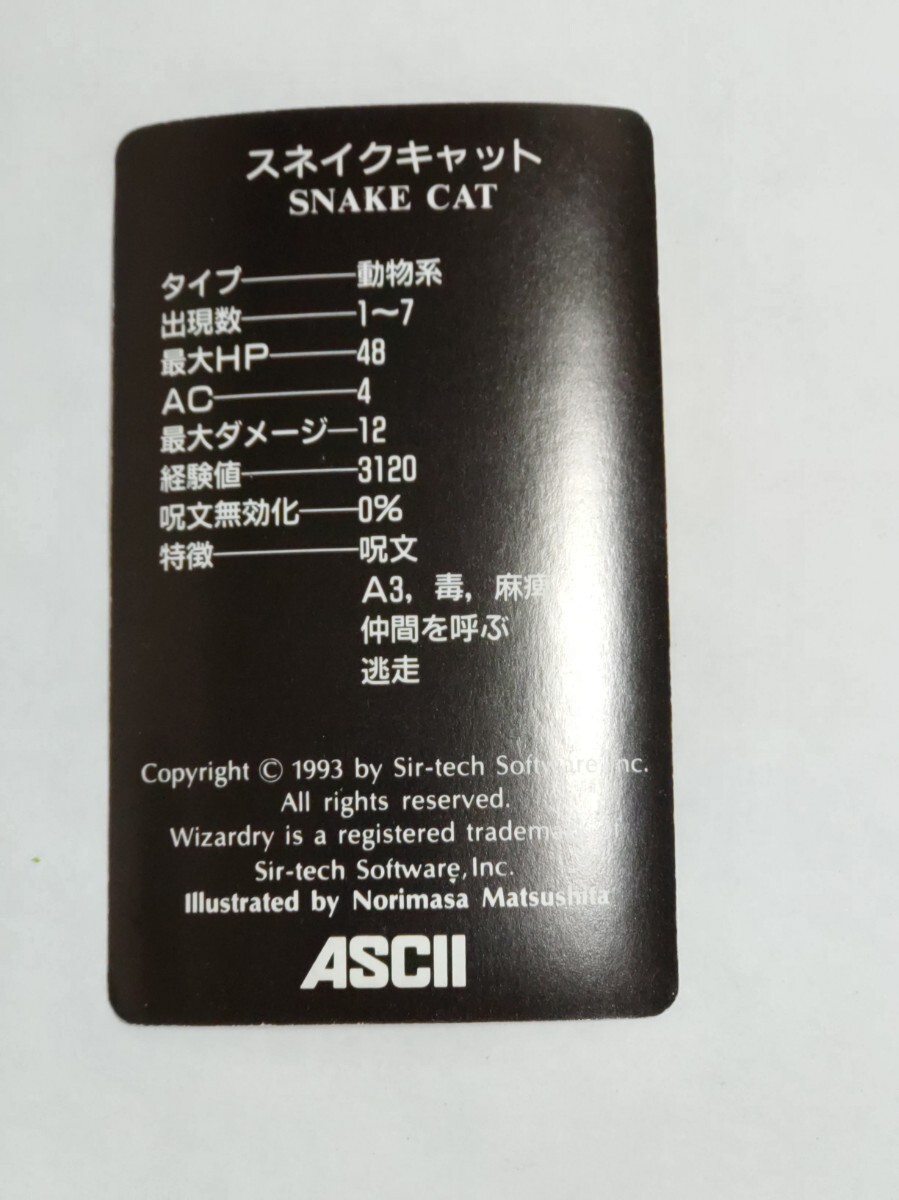 スネイクキャット
SNAKE CAT
タイプ 動物系
出現数 1〜7
最大HP 48
AC 4
最大ダメージ 12
経験値 3120
呪文無効化 0%
特徴 呪文
A3, 毒, 麻痺
仲間を呼ぶ
逃走
Copyright © 1993 by Sir-tech Software, Inc.
All rights reserved.
Wizardry is a registered
Sir-tech Software, Inc.
Illustrated by Norimasa Matsushita
ASCII